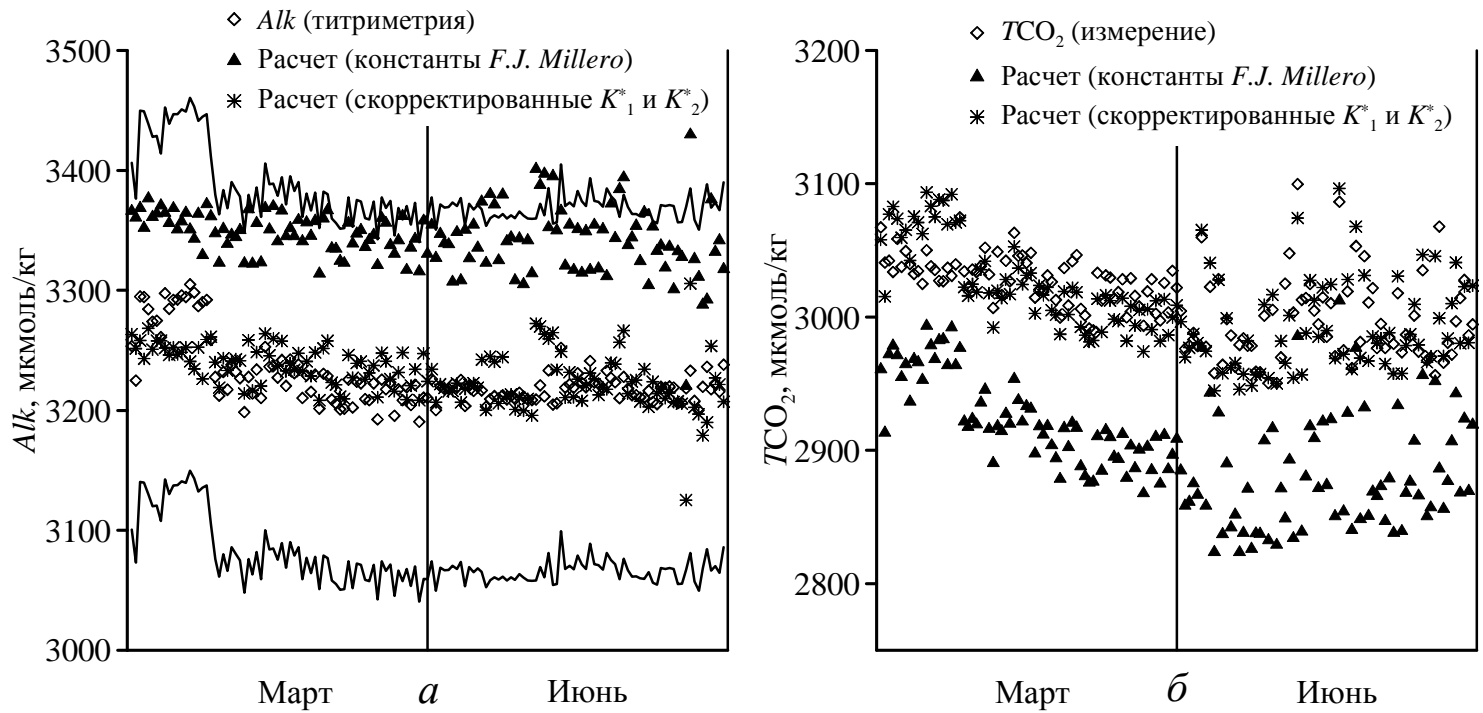 Alk (титриметрия)
Расчет (константы F.J. Millero)
Расчет (скорректированные K*1 и K*2)
3500
3400
3300
3200
3100
3000
Alk, мкмоль/кг
Март
а
Июнь
TCO2 (измерение)
Расчет (константы F.J. Millero)
Расчет (скорректированные K*1 и K*2)
3200
3100
3000
2900
2800
TCO2, мкмоль/кг
Март
б
Июнь